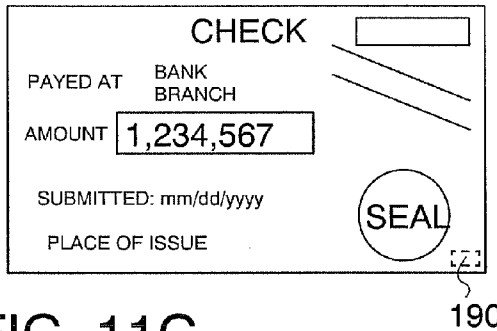 CHECK
PAYED AT BANK
BRANCH
AMOUNT 1,234,567
SUBMITTED: mm/dd/yyyy
SEAL
PLACE OF ISSUE
190